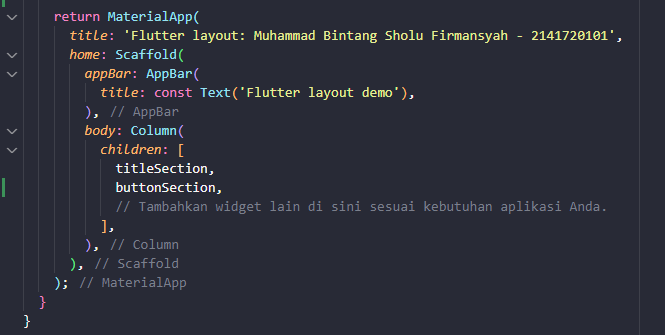 return MaterialApp(
title: 'Flutter layout: Muhammad Bintang Sholu Firmansyah - 2141720101',
home: Scaffold(
appBar: AppBar(
title: const Text('Flutter layout demo'),
), // AppBar
body: Column(
children: [
titleSection,
buttonSection,
// Tambahkan widget lain di sini sesuai kebutuhan aplikasi Anda.
],
), // Column
), // Scaffold
); // MaterialApp
}
}